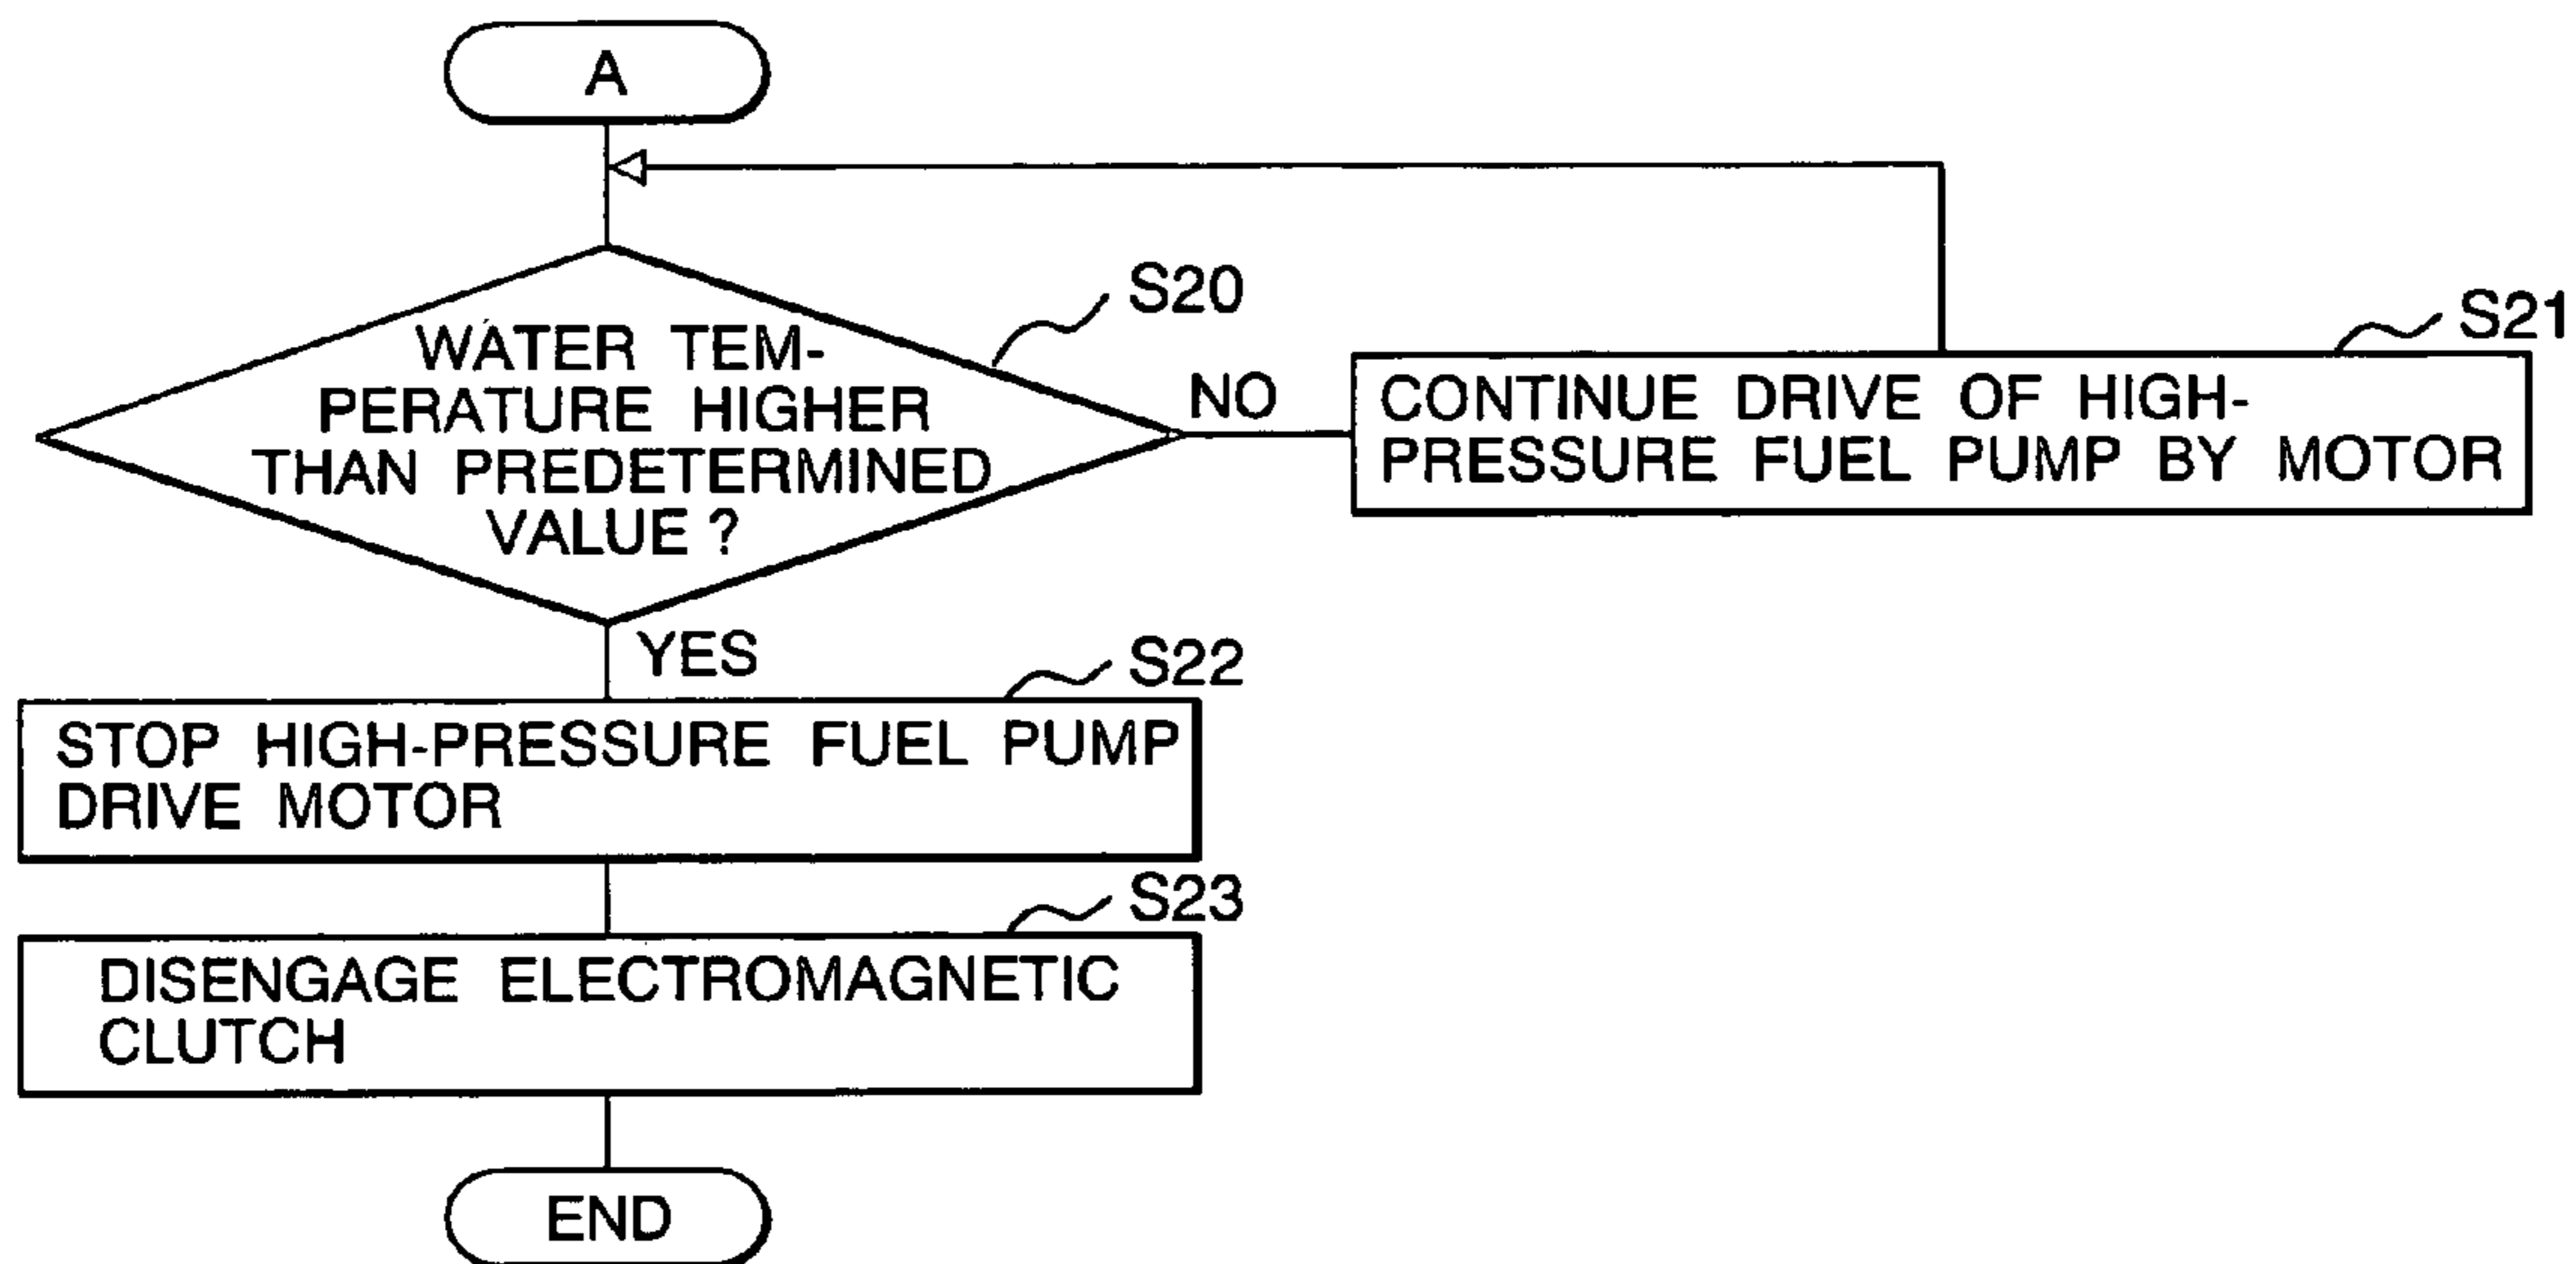 A
S20
WATER TEM-
PERATURE HIGHER
THAN PREDETERMINED
VALUE ?
NO
S21
CONTINUE DRIVE OF HIGH-
PRESSURE FUEL PUMP BY MOTOR
YES
S22
STOP HIGH-PRESSURE FUEL PUMP
DRIVE MOTOR
S23
DISENGAGE ELECTROMAGNETIC
CLUTCH
END